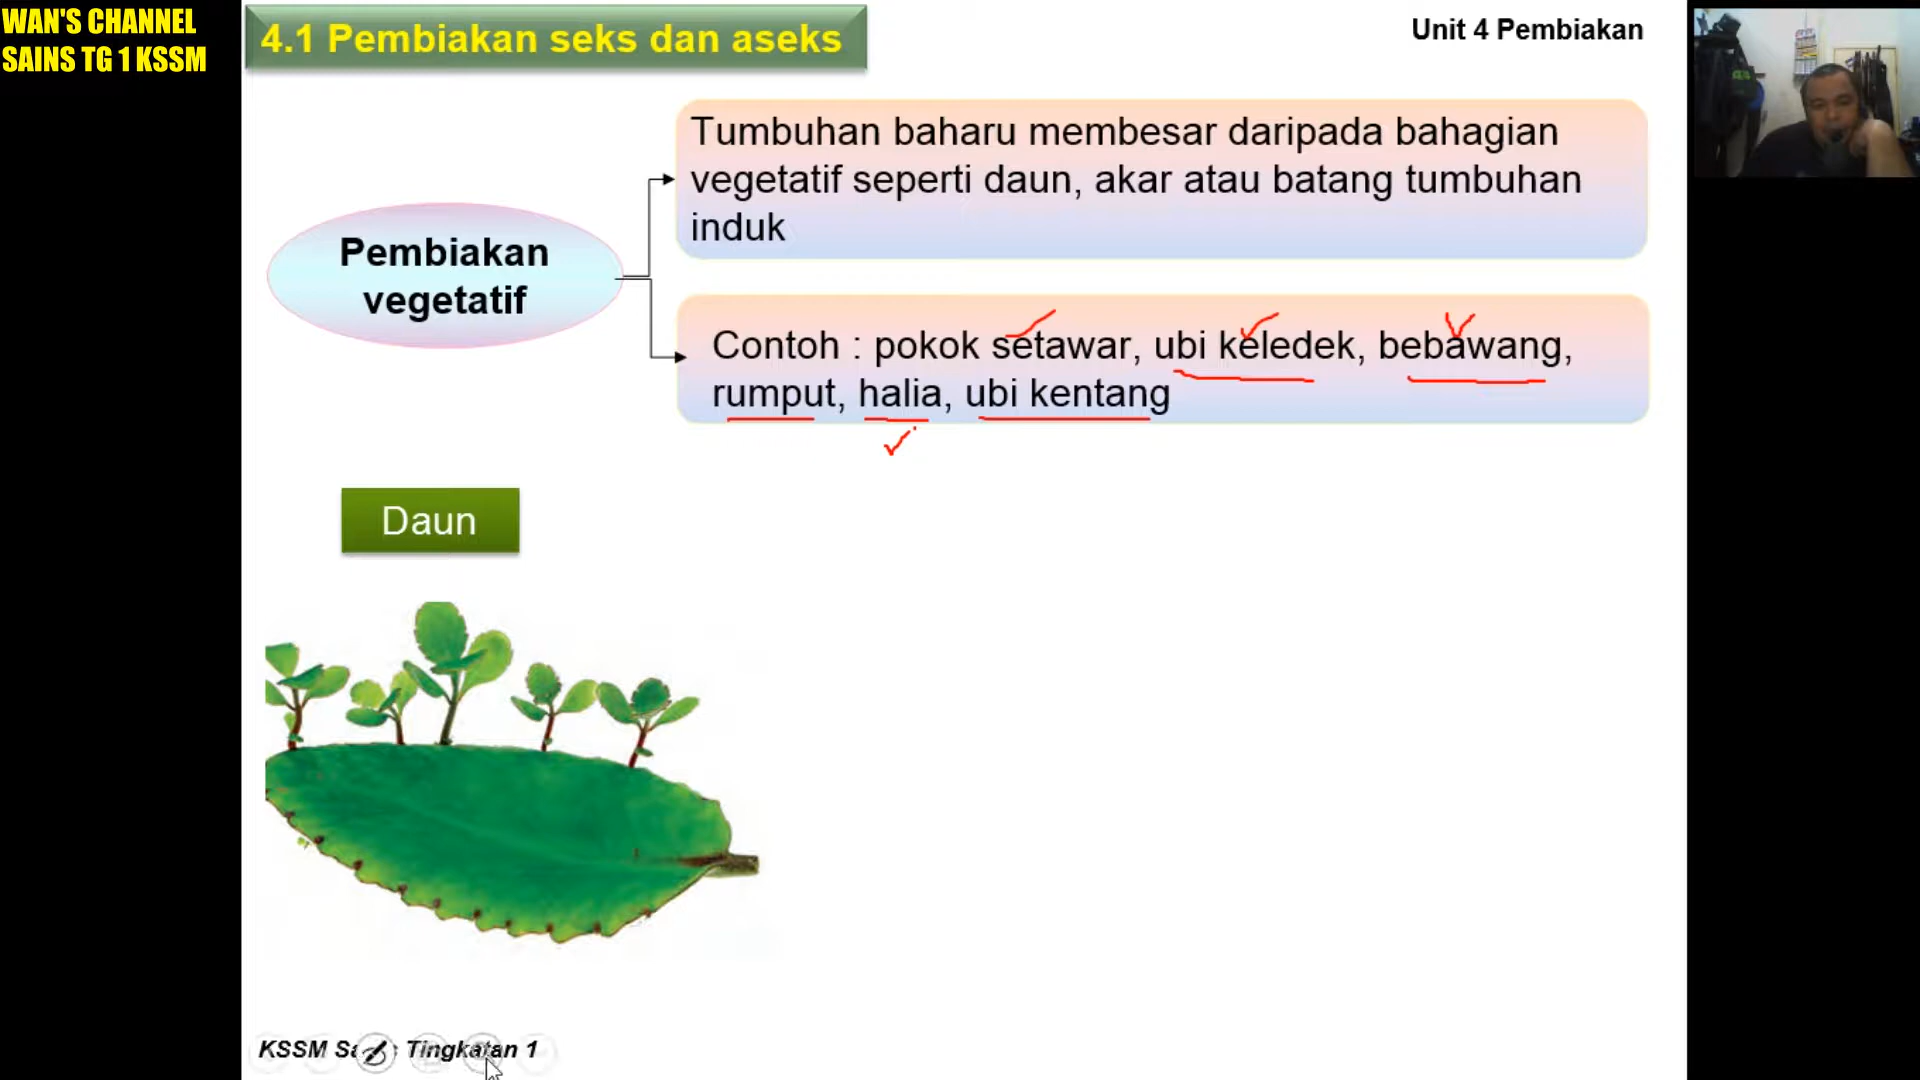 WAN'S CHANNEL
SAINS TG 1 KSSM
4.1 Pembiakan seks dan aseks
Unit 4 Pembiakan
Tumbuhan baharu membesar daripada bahagian
vegetatif seperti daun, akar atau batang tumbuhan
induk
Pembiakan
vegetatif
Contoh : pokok setawar, ubi keledek, bebawang,
rumput, halia, ubi kentang
Daun
KSSM Tingkatan 1